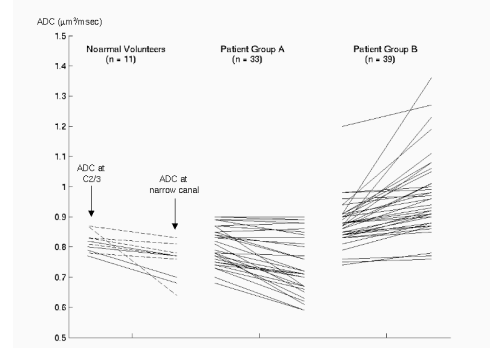 ADC (μm²/msec)
1.5
1.4
1.3
1.2
1.1
1
0.9
0.8
0.7
0.6
0.5
Noarmal Volunteers
(n = 11)
Patient Group A
(n = 33)
Patient Group B
(n = 39)
ADC at
C2/3
ADC at
narrow canal